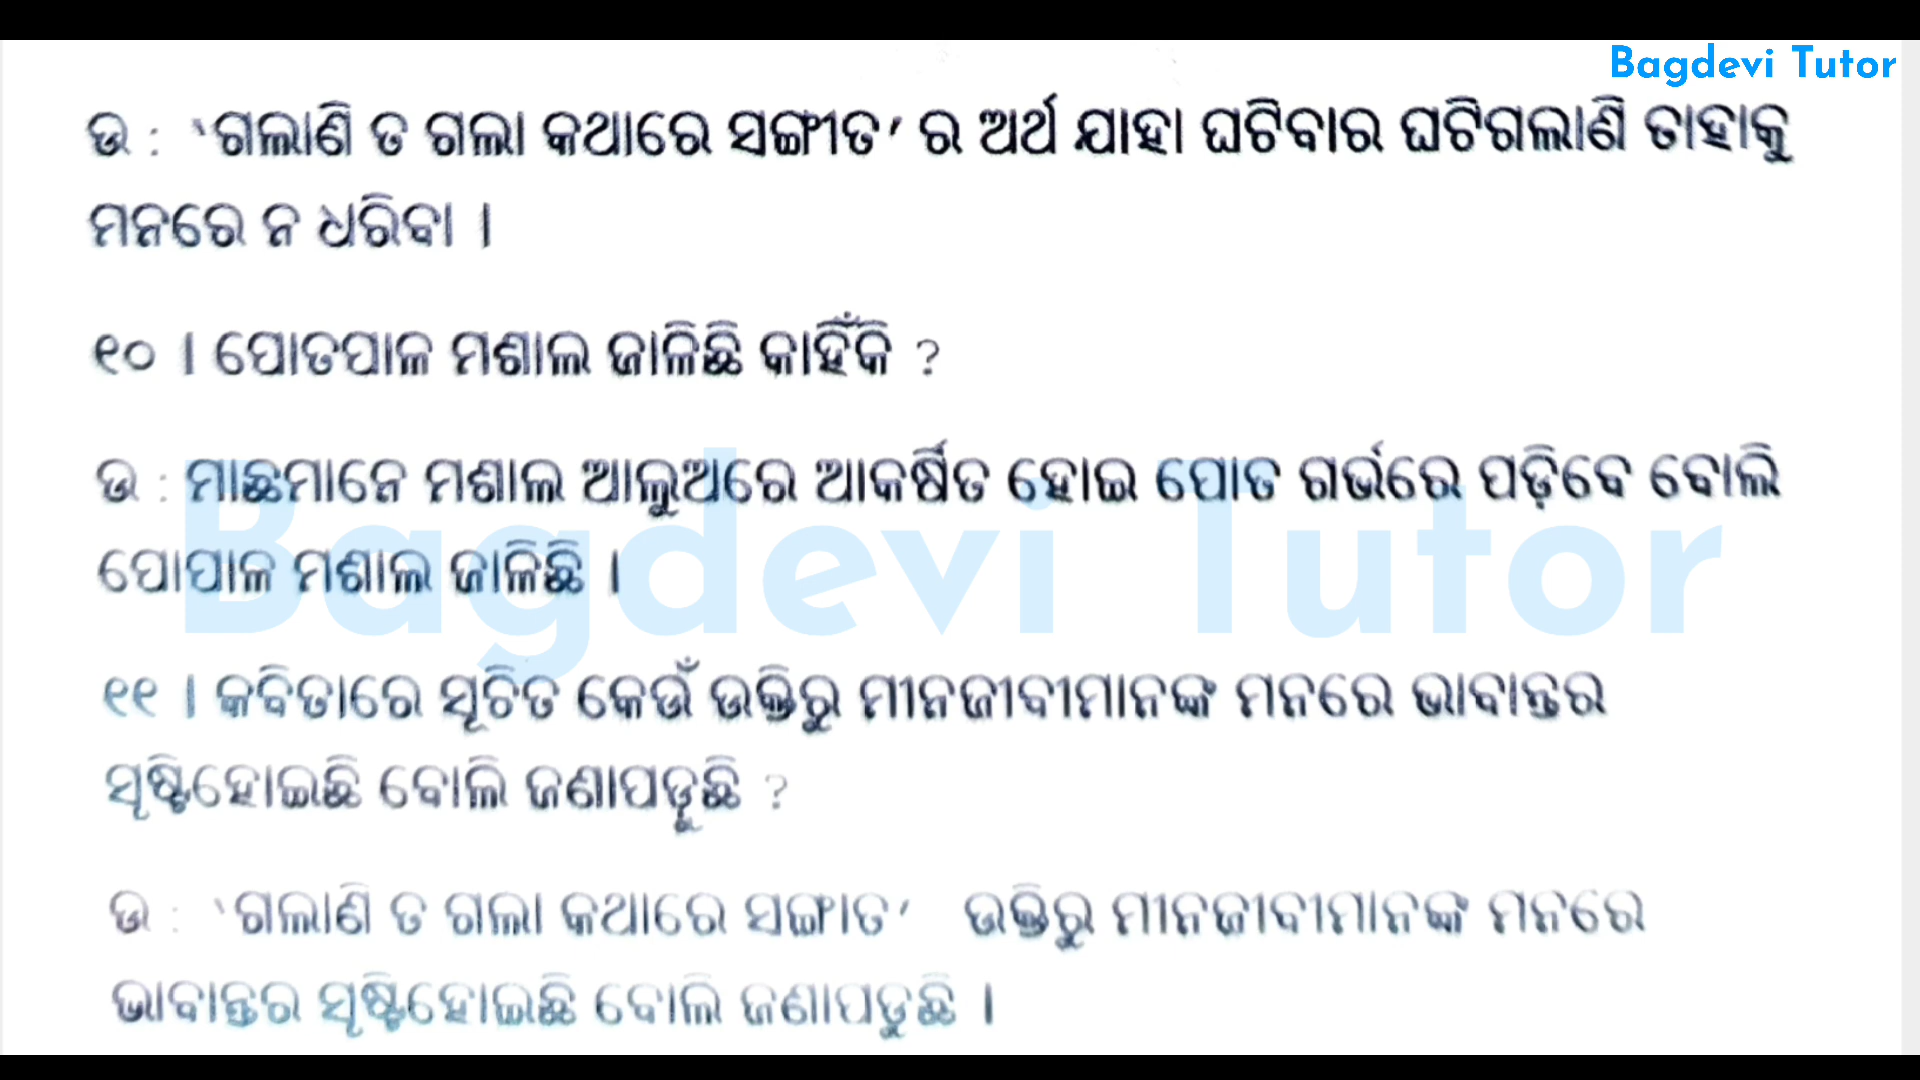 Bagdevi Tutor
ଉ : ‘ଗଲାଣି ତ ଗଲା କଥାରେ ସଙ୍ଗୀତ’ ର ଅର୍ଥ ଯାହା ଘଟିବାର ଘଟିଗଲାଣି ତାହାକୁ
ମନରେ ନ ଧରିବା ।
୧୦ । ପୋତପାଳ ମଶାଲ ଜାଳିଛି କାହିଁକି ?
ଉ : ମାଛମାନେ ମଶାଲ ଆଲୁଅରେ ଆକର୍ଷିତ ହୋଇ ପୋତ ଗର୍ଭରେ ପଡ଼ିବେ ବୋଲି
ପୋପାଳ ମଶାଲ ଜାଳିଛି ।
Bagdevi Tutor
୧୧ । କବିତାରେ ସୂଚିତ କେଉଁ ଉକ୍ତିରୁ ମୀନଜୀବୀମାନଙ୍କ ମନରେ ଭାବାନ୍ତର
ସୃଷ୍ଟିହୋଇଛି ବୋଲି ଜଣାପଡ଼ୁଛି ?
ଉ : ‘ଗଲାଣି ତ ଗଲା କଥାରେ ସଙ୍ଗୀତ’ ଉକ୍ତିରୁ ମୀନଜୀବୀମାନଙ୍କ ମନରେ
ଭାବାନ୍ତର ସୃଷ୍ଟିହୋଇଛି ବୋଲି ଜଣାପଡୁଛି ।